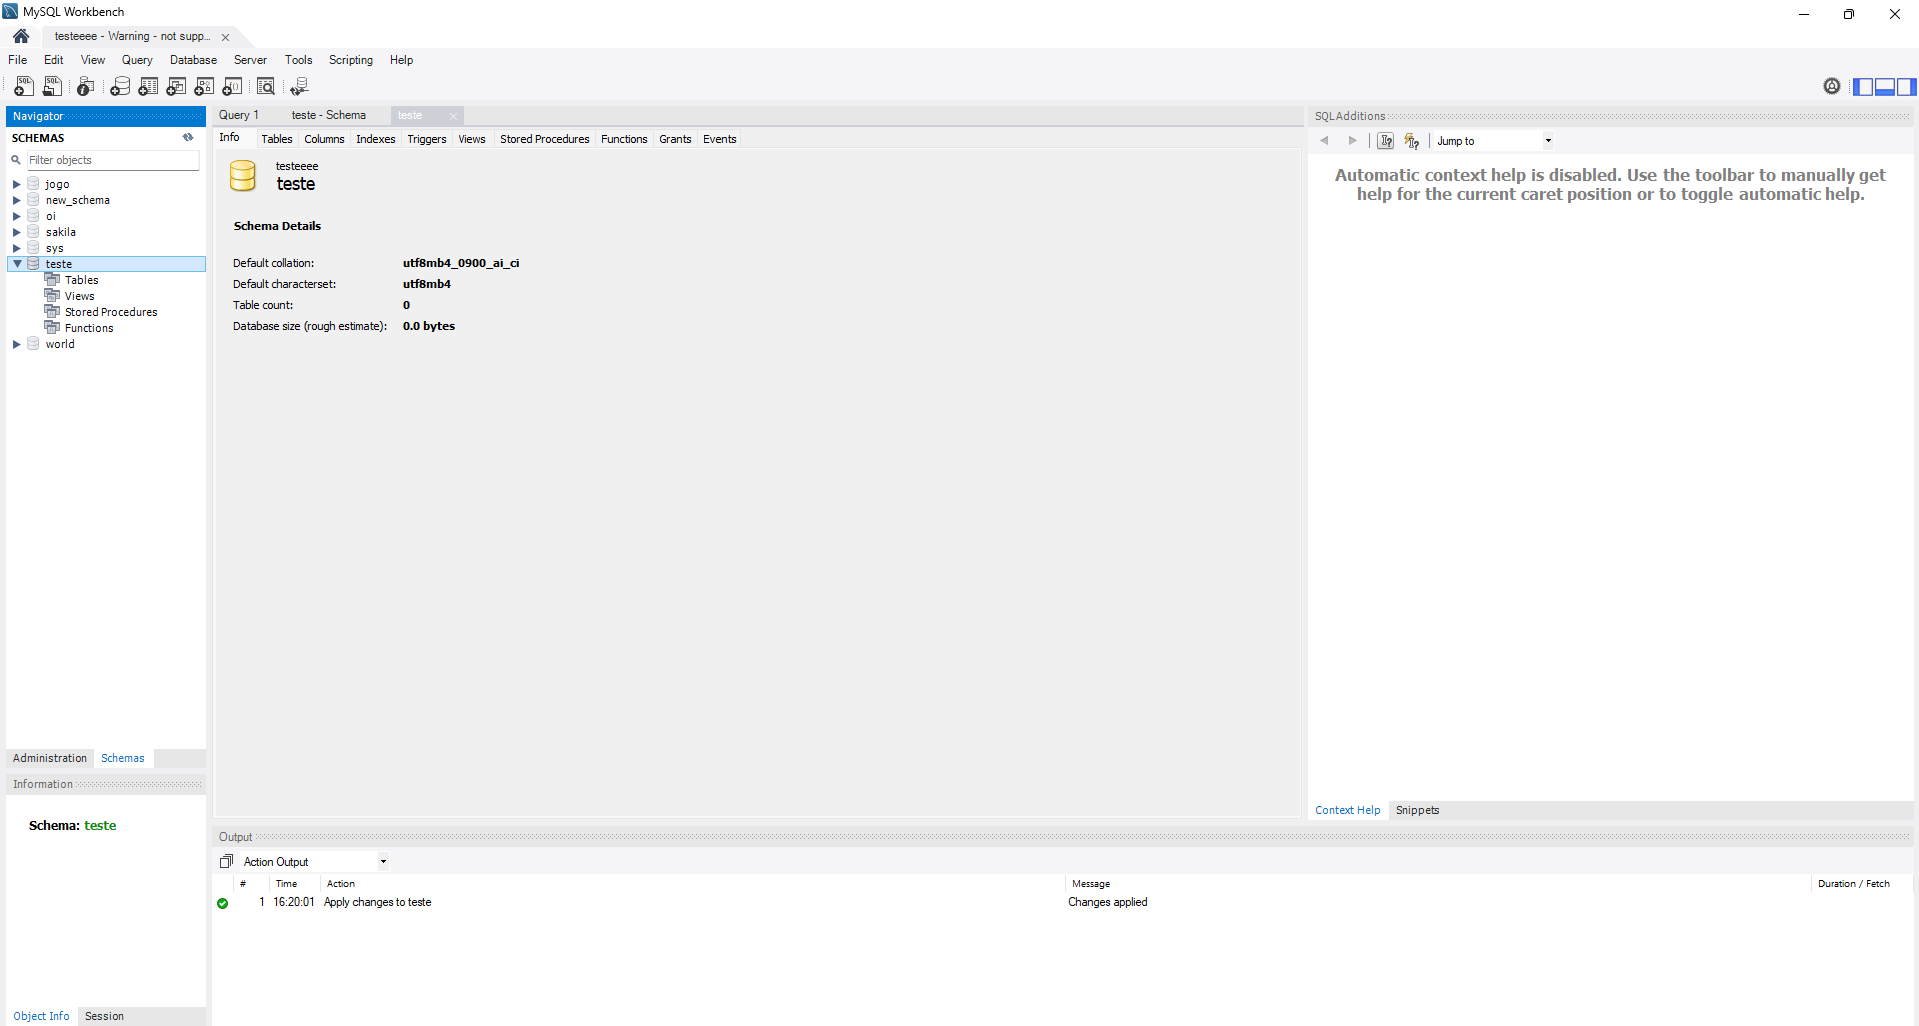 MySQL Workbench
testeeee - Warning - not supp...
File Edit View Query Database Server Tools Scripting Help
Navigator
SCHEMAS
Filter objects
jogo
new_schema
oi
sakila
sys
teste
Tables
Views
Stored Procedures
Functions
world
Administration Schemas
Information
Schema: teste
Object Info Session
Query 1 teste - Schema teste
Info Tables Columns Indexes Triggers Views Stored Procedures Functions Grants Events
testeeee
teste
Schema Details
Default collation: utf8mb4_0900_ai_ci
Default characterset: utf8mb4
Table count: 0
Database size (rough estimate): 0.0 bytes
SQLAdditions
Jump to
Automatic context help is disabled. Use the toolbar to manually get
help for the current caret position or to toggle automatic help.
Context Help Snippets
Output
Action Output
# Time Action Message Duration / Fetch
1 16:20:01 Apply changes to teste Changes applied